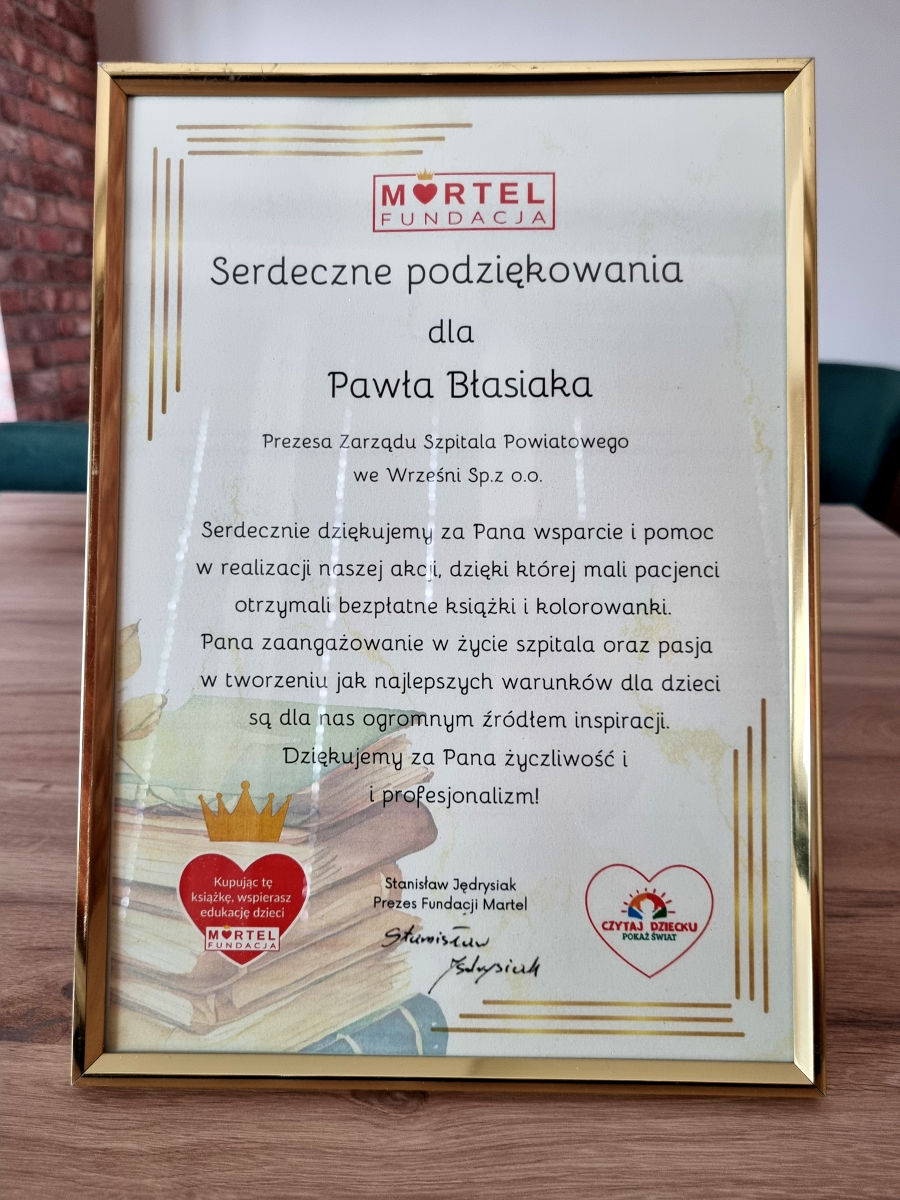 MARTEL
FUNDACJA
Serdeczne podziękowania
dla
Pawła Błasiaka
Prezesa Zarządu Szpitala Powiatowego
we Wrześni Sp.z o.o.
Serdecznie dziękujemy za Pana wsparcie i pomoc
w realizacji naszej akcji, dzięki której mali pacjenci
otrzymali bezpłatne książki i kolorowanki.
Pana zaangażowanie w życie szpitala oraz pasja
w tworzeniu jak najlepszych warunków dla dzieci
są dla nas ogromnym źródłem inspiracji.
Dziękujemy za Pana życzliwość i
i profesjonalizm!
Kupując tę
książkę, wspierasz
edukację dzieci
MARTEL
FUNDACJA
Stanisław Jędrysiak
Prezes Fundacji Martel
Stanisław
Jędrysiak
CZYTAJ DZIECKU
POKAŻ ŚWIAT